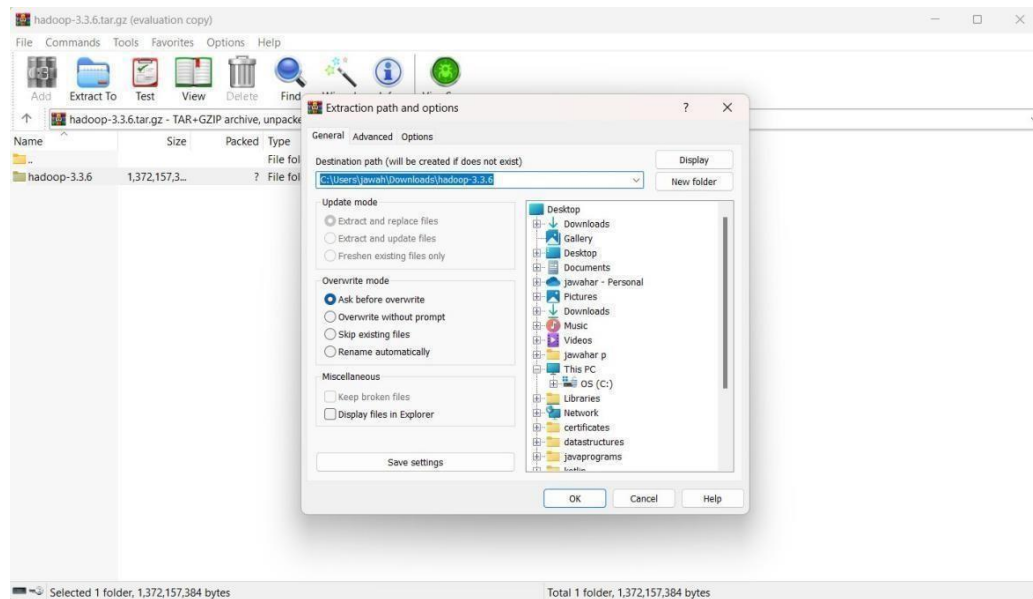 hadoop-3.3.6.tar.gz (evaluation copy)
File Commands Tools Favorites Options Help
Add Extract To Test View Delete Find
hadoop-3.3.6.tar.gz - TAR+GZIP archive, unpacke
Name Size Packed Type
.. File fol
hadoop-3.3.6 1,372,157,3... ? File fol
Extraction path and options
General Advanced Options
Destination path (will be created if does not exist)
Display
C:\Users\jawah\Downloads\hadoop-3.3.6
New folder
Update mode
Extract and replace files
Extract and update files
Freshen existing files only
Overwrite mode
Ask before overwrite
Overwrite without prompt
Skip existing files
Rename automatically
Miscellaneous
Keep broken files
Display files in Explorer
Save settings
Desktop
Downloads
Gallery
Desktop
Documents
jawahar - Personal
Pictures
Downloads
Music
Videos
jawahar p
This PC
OS (C:)
Libraries
Network
certificates
datastructures
javaprograms
OK Cancel Help
Selected 1 folder, 1,372,157,384 bytes
Total 1 folder, 1,372,157,384 bytes